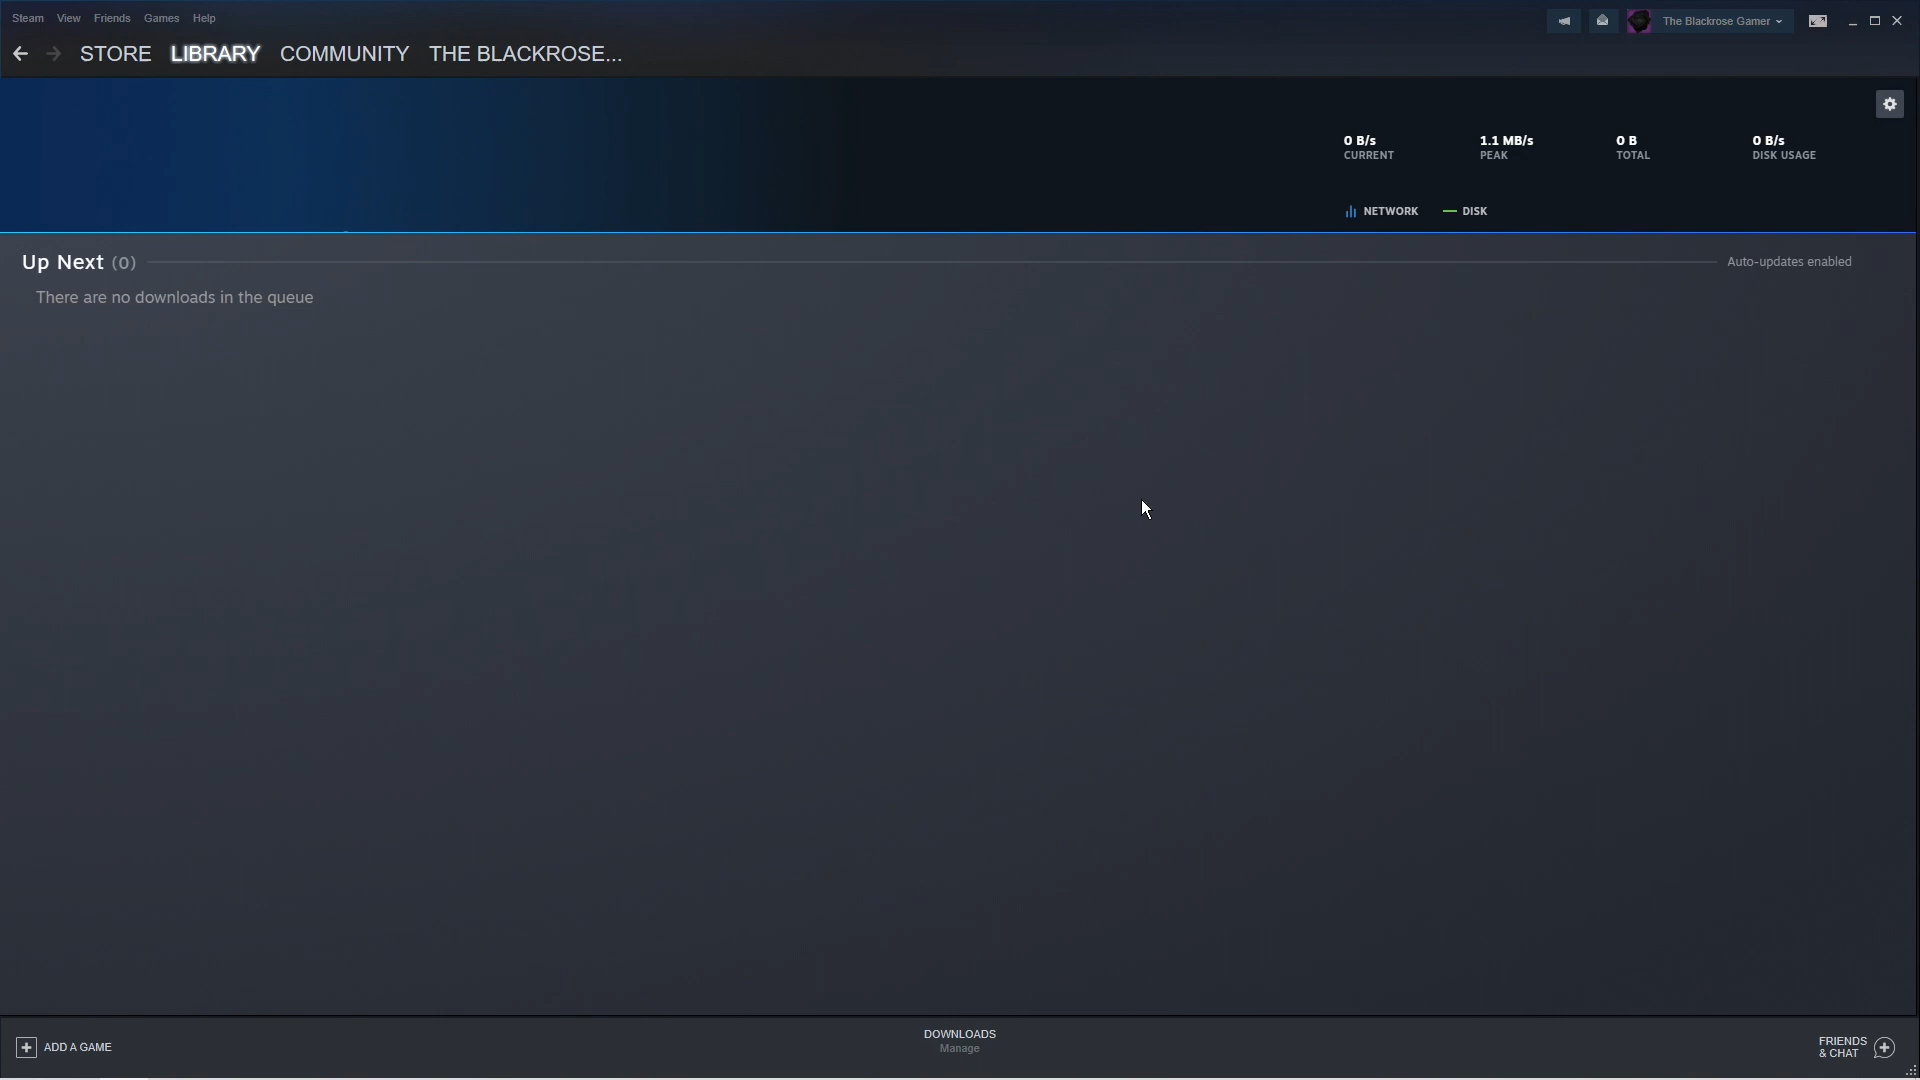 Steam View Friends Games Help
The Blackrose Gamer
STORE LIBRARY COMMUNITY THE BLACKROSE...
0 B/s 1.1 MB/s 0 B 0 B/s
CURRENT PEAK TOTAL DISK USAGE
NETWORK DISK
Up Next (0) Auto-updates enabled
There are no downloads in the queue
ADD A GAME
DOWNLOADS
Manage
FRIENDS
& CHAT